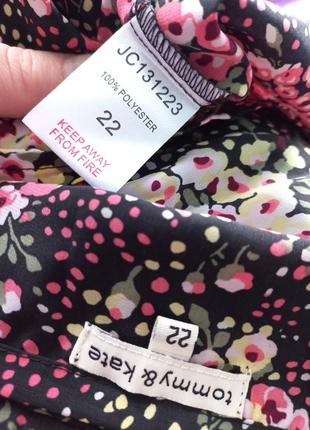 JC131223
100% POLYESTER
22
KEEP AWAY
FROM FIRE
22
tommy & kate